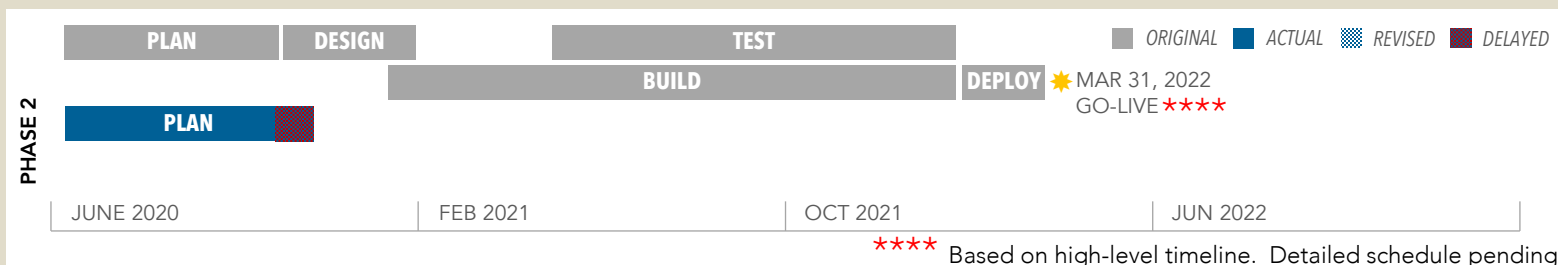 PLAN DESIGN TEST ORIGINAL ACTUAL REVISED DELAYED
BUILD DEPLOY MAR 31, 2022
GO-LIVE ****
PLAN
PHASE 2
JUNE 2020 FEB 2021 OCT 2021 JUN 2022
**** Based on high-level timeline. Detailed schedule pending